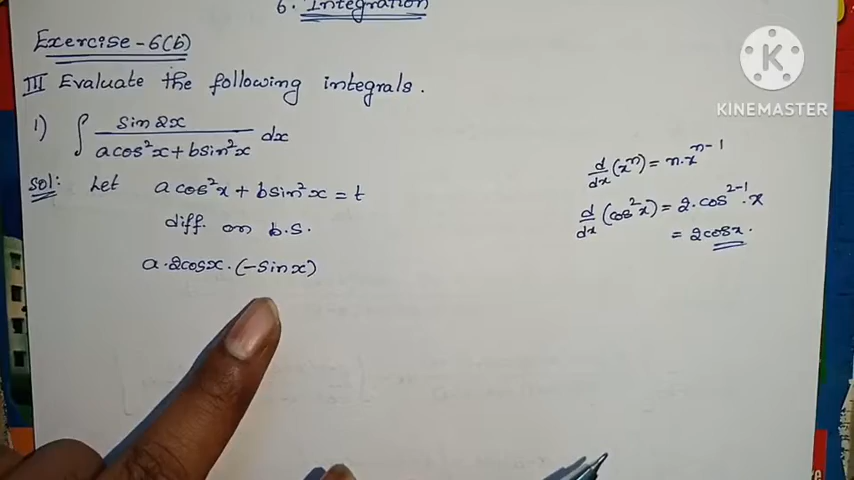 6. Integration
Exercise-6(b)
III Evaluate the following integrals.
1) ∫ sin2x / (acos²x+bsin²x) dx
sol: Let acos²x+bsin²x=t
diff. on b.s.
a.2cosx.(-sinx)
d/dx(xⁿ)=n.xⁿ⁻¹
d/dx(cos²x)=2.cos²⁻¹.x
=2cosx.
K
KINEMASTER